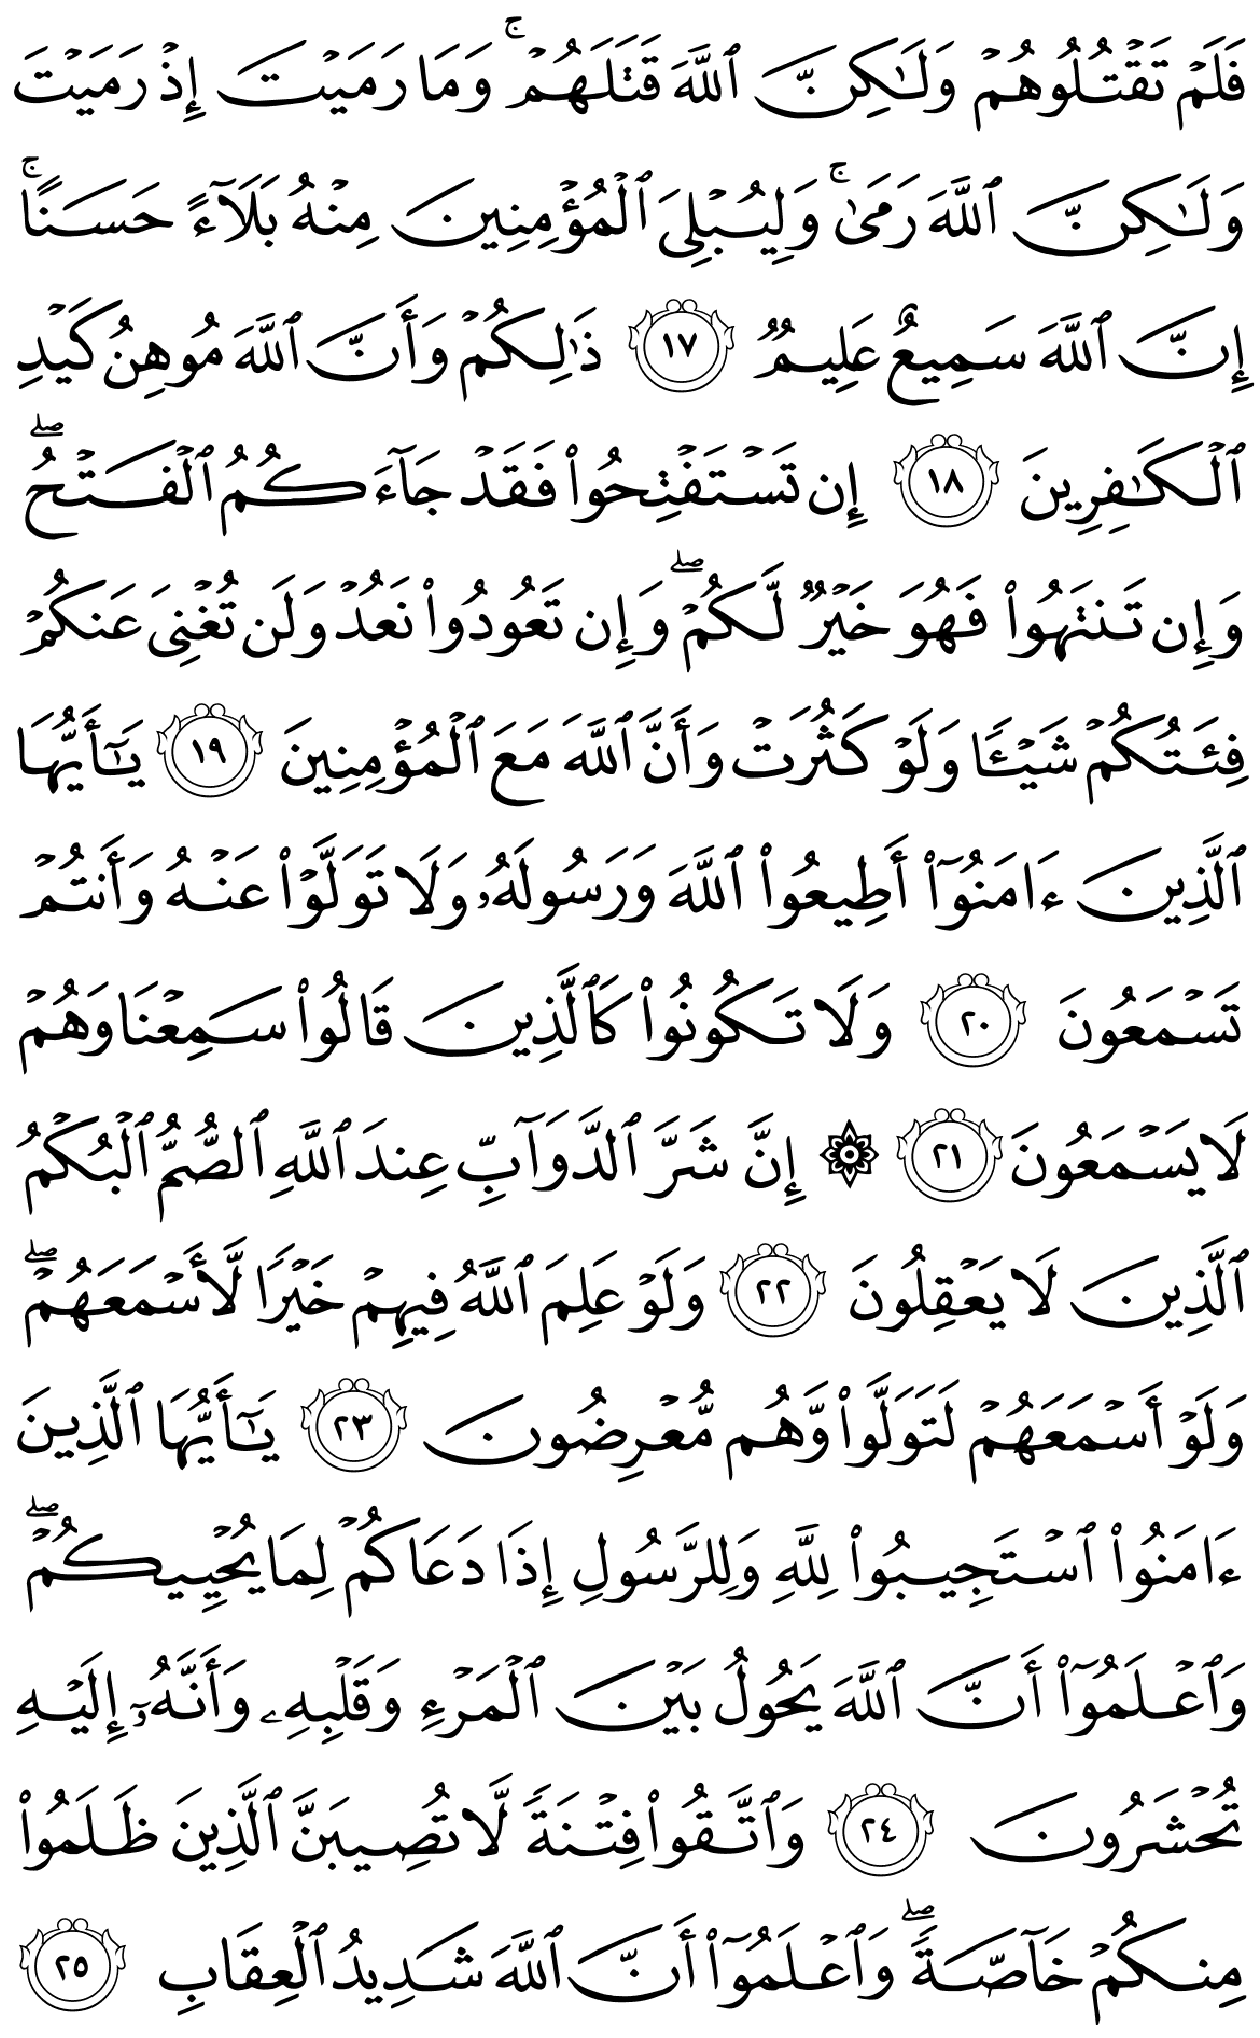 فَلَمۡ تَقۡتُلُوهُمۡ وَلَٰكِنَّ ٱللَّهَ قَتَلَهُمۡۚ وَمَا رَمَيۡتَ إِذۡ رَمَيۡتَ
وَلَٰكِنَّ ٱللَّهَ رَمَىٰۚ وَلِيُبۡلِيَ ٱلۡمُؤۡمِنِينَ مِنۡهُ بَلَآءً حَسَنًاۚ
إِنَّ ٱللَّهَ سَمِيعٌ عَلِيمٞ ١٧ ذَٰلِكُمۡ وَأَنَّ ٱللَّهَ مُوهِنُ كَيۡدِ
ٱلۡكَٰفِرِينَ ١٨ إِن تَسۡتَفۡتِحُواْ فَقَدۡ جَآءَكُمُ ٱلۡفَتۡحُۖ
وَإِن تَنتَهُواْ فَهُوَ خَيۡرٞ لَّكُمۡۖ وَإِن تَعُودُواْ نَعُدۡ وَلَن تُغۡنِيَ عَنكُمۡ
فِئَتُكُمۡ شَيۡـٔٗا وَلَوۡ كَثُرَتۡ وَأَنَّ ٱللَّهَ مَعَ ٱلۡمُؤۡمِنِينَ ١٩ يَٰٓأَيُّهَا
ٱلَّذِينَ ءَامَنُوٓاْ أَطِيعُواْ ٱللَّهَ وَرَسُولَهُۥ وَلَا تَوَلَّوۡاْ عَنۡهُ وَأَنتُمۡ
تَسۡمَعُونَ ٢٠ وَلَا تَكُونُواْ كَٱلَّذِينَ قَالُواْ سَمِعۡنَا وَهُمۡ
لَا يَسۡمَعُونَ ٢١ ۞ إِنَّ شَرَّ ٱلدَّوَآبِّ عِندَ ٱللَّهِ ٱلصُّمُّ ٱلۡبُكۡمُ
ٱلَّذِينَ لَا يَعۡقِلُونَ ٢٢ وَلَوۡ عَلِمَ ٱللَّهُ فِيهِمۡ خَيۡرٗا لَّأَسۡمَعَهُمۡۖ
وَلَوۡ أَسۡمَعَهُمۡ لَتَوَلَّواْ وَّهُم مُّعۡرِضُونَ ٢٣ يَٰٓأَيُّهَا ٱلَّذِينَ
ءَامَنُواْ ٱسۡتَجِيبُواْ لِلَّهِ وَلِلرَّسُولِ إِذَا دَعَاكُمۡ لِمَا يُحۡيِيكُمۡۖ
وَٱعۡلَمُوٓاْ أَنَّ ٱللَّهَ يَحُولُ بَيۡنَ ٱلۡمَرۡءِ وَقَلۡبِهِۦ وَأَنَّهُۥٓ إِلَيۡهِ
تُحۡشَرُونَ ٢٤ وَٱتَّقُواْ فِتۡنَةٗ لَّا تُصِيبَنَّ ٱلَّذِينَ ظَلَمُواْ
مِنكُمۡ خَآصَّةٗۖ وَٱعۡلَمُوٓاْ أَنَّ ٱللَّهَ شَدِيدُ ٱلۡعِقَابِ ٢٥